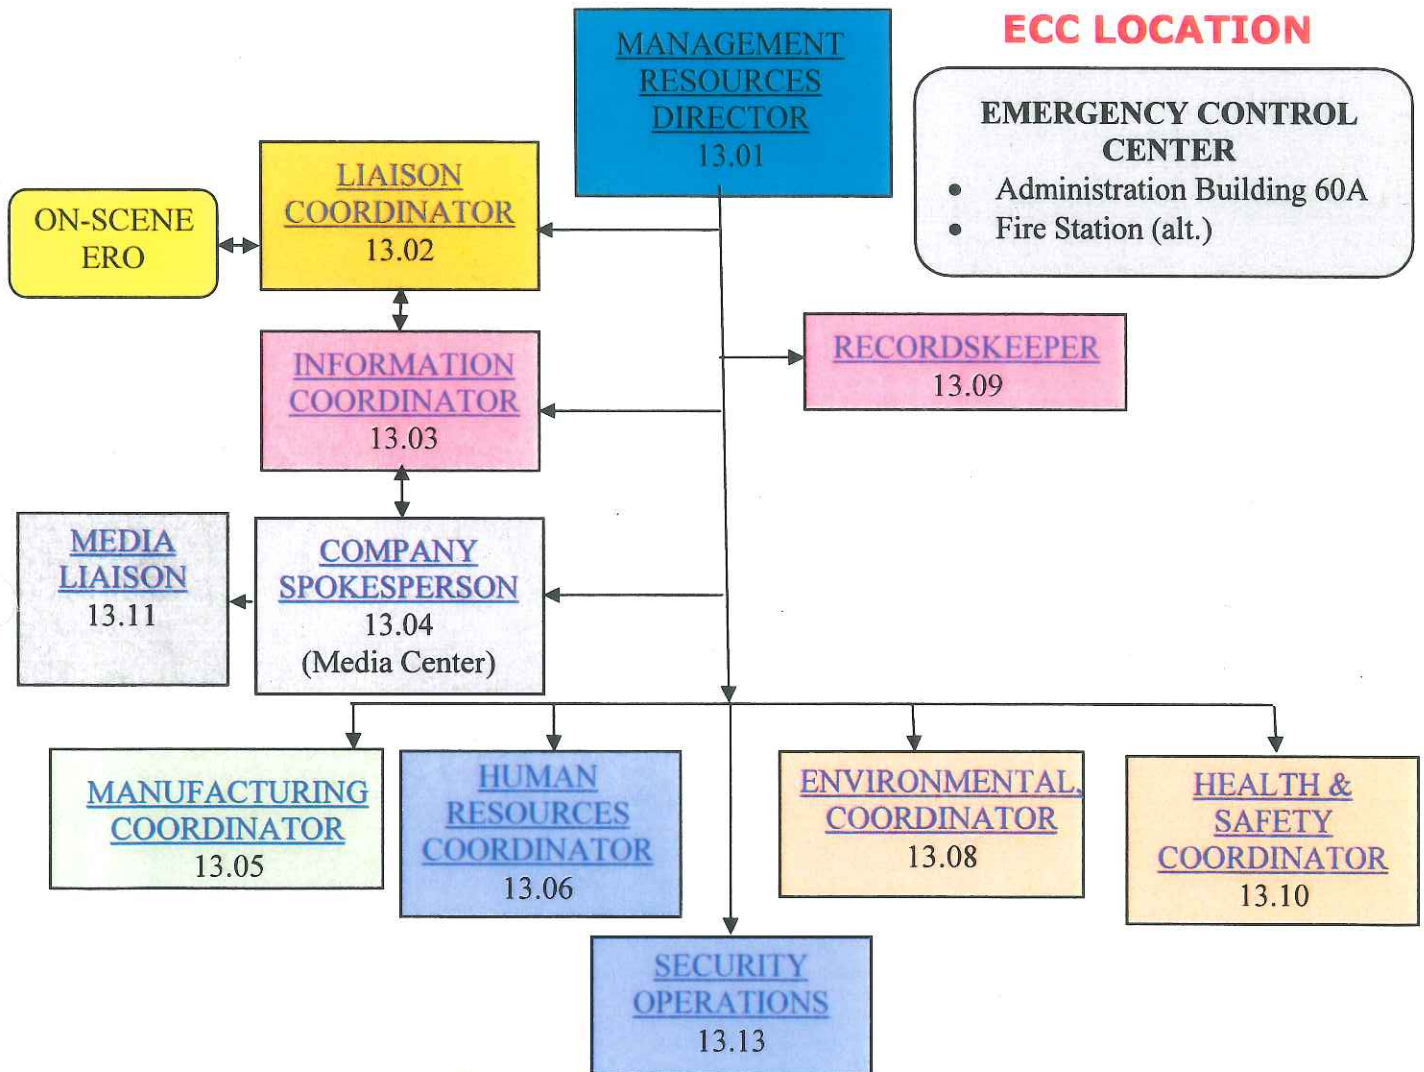 ECC LOCATION
MANAGEMENT
RESOURCES
DIRECTOR
13.01
EMERGENCY CONTROL
CENTER
• Administration Building 60A
• Fire Station (alt.)
LIAISON
COORDINATOR
13.02
ON-SCENE
ERO
INFORMATION
COORDINATOR
13.03
RECORDSKEEPER
13.09
MEDIA
LIAISON
13.11
COMPANY
SPOKESPERSON
13.04
(Media Center)
MANUFACTURING
COORDINATOR
13.05
HUMAN
RESOURCES
COORDINATOR
13.06
ENVIRONMENTAL
COORDINATOR
13.08
HEALTH &
SAFETY
COORDINATOR
13.10
SECURITY
OPERATIONS
13.13